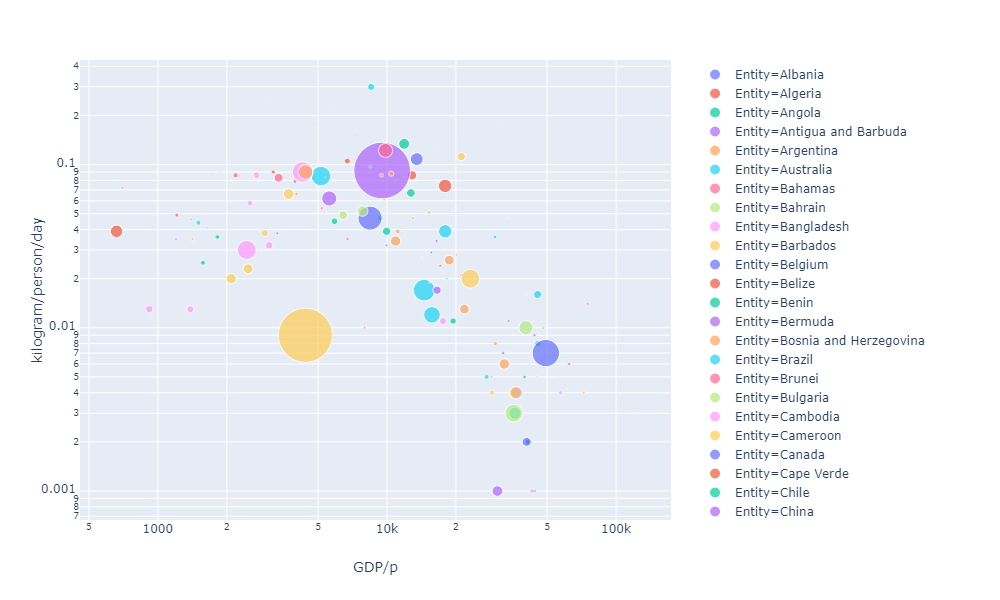 4
3
2
0.1
9
8
7
6
5
4
3
2
0.01
9
8
7
6
5
4
3
2
0.001
9
8
7
kilogram/person/day
5
1000
2
5
10k
2
5
100k
GDP/p
Entity=Albania
Entity=Algeria
Entity=Angola
Entity=Antigua and Barbuda
Entity=Argentina
Entity=Australia
Entity=Bahamas
Entity=Bahrain
Entity=Bangladesh
Entity=Barbados
Entity=Belgium
Entity=Belize
Entity=Benin
Entity=Bermuda
Entity=Bosnia and Herzegovina
Entity=Brazil
Entity=Brunei
Entity=Bulgaria
Entity=Cambodia
Entity=Cameroon
Entity=Canada
Entity=Cape Verde
Entity=Chile
Entity=China